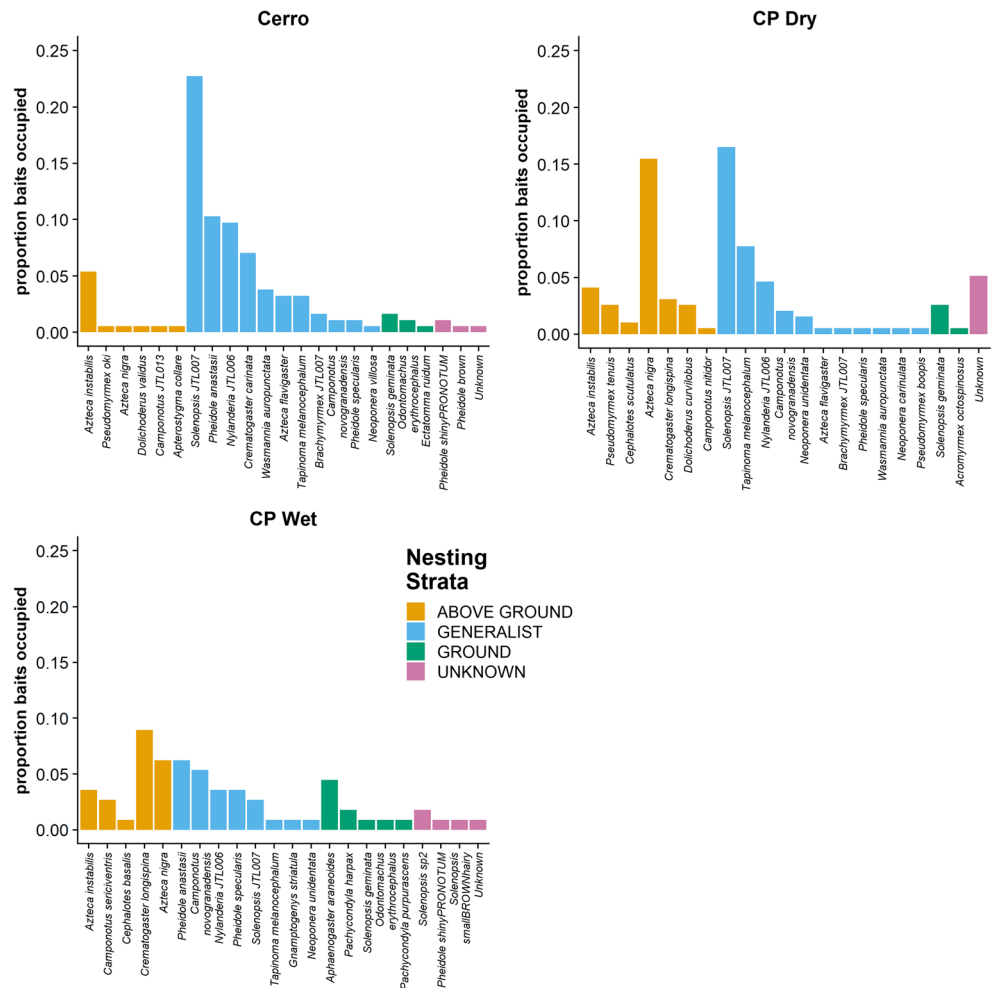 Cerro
proportion baits occupied
0.25
0.20
0.15
0.10
0.05
0.00
Azteca instabilis
Pseudomyrmex oki
Azteca nigra
Dolichoderus validus
Camponotus JTL013
Apterostygma collare
Solenopsis JTL007
Pheidole anastasii
Nylanderia JTL006
Crematogaster carinata
Wasmannia auropunctata
Azteca flavigaster
Tapinoma melanocephalum
Brachymyrmex JTL007
Camponotus
novogranadensis
Pheidole specularis
Neoponera villosa
Solenopsis geminata
Odontomachus
erythrocephalus
Ectatomma ruidum
Pheidole shinyPRONOTUM
Pheidole brown
Unknown
CP Dry
proportion baits occupied
0.25
0.20
0.15
0.10
0.05
0.00
Azteca instabilis
Pseudomyrmex tenuis
Cephalotes scutulatus
Azteca nigra
Crematogaster longispina
Dolichoderus curvilobus
Camponotus nitidor
Solenopsis JTL007
Tapinoma melanocephalum
Nylanderia JTL006
Camponotus
novogranadensis
Neoponera unidentata
Azteca flavigaster
Brachymyrmex JTL007
Pheidole specularis
Wasmannia auropunctata
Neoponera carinulata
Pseudomyrmex boopis
Solenopsis geminata
Acromyrmex octospinosus
Unknown
CP Wet
proportion baits occupied
0.25
0.20
0.15
0.10
0.05
0.00
Azteca instabilis
Camponotus sericiventris
Cephalotes basalis
Crematogaster longispina
Azteca nigra
Pheidole anastasii
Camponotus
novogranadensis
Nylanderia JTL006
Pheidole specularis
Solenopsis JTL007
Tapinoma melanocephalum
Gnamptogenys striatula
Neoponera unidentata
Aphaenogaster araneoides
Pachycondyla harpax
Solenopsis geminata
Odontomachus
erythrocephalus
Pachycondyla purpurascens
Solenopsis sp2
Pheidole shinyPRONOTUM
Solenopsis
smallBROWNhairy
Unknown
Nesting
Strata
ABOVE GROUND
GENERALIST
GROUND
UNKNOWN